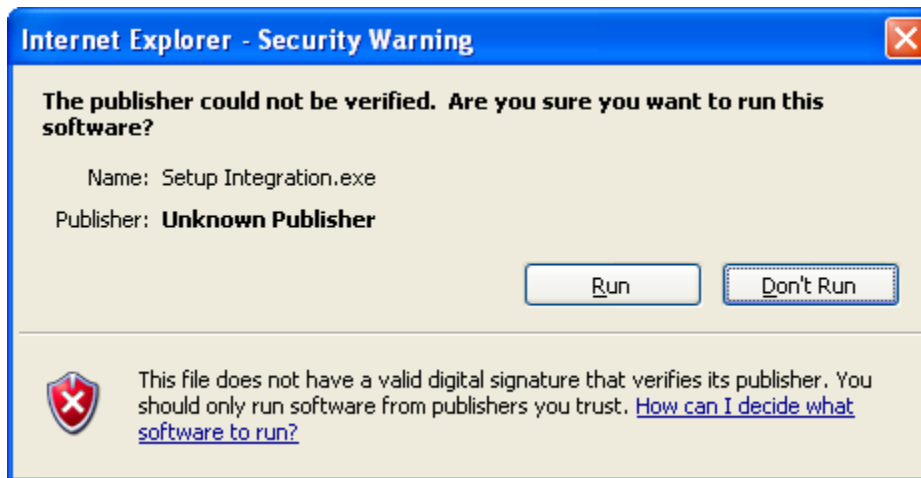 Internet Explorer - Security Warning
The publisher could not be verified.  Are you sure you want to run this
software?
Name: Setup Integration.exe
Publisher: Unknown Publisher
Run Don't Run
This file does not have a valid digital signature that verifies its publisher. You
should only run software from publishers you trust. How can I decide what
software to run?